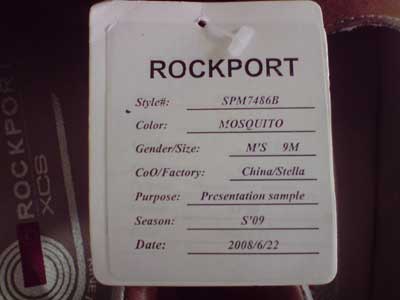 ROCKPORT
Style#: SPM7486B
Color: MOSQUITO
Gender/Size: M'S 9M
CoO/Factory: China/Stella
Purpose: Presentation sample
Season: S'09
Date: 2008/6/22
ROCKPORT
XCS